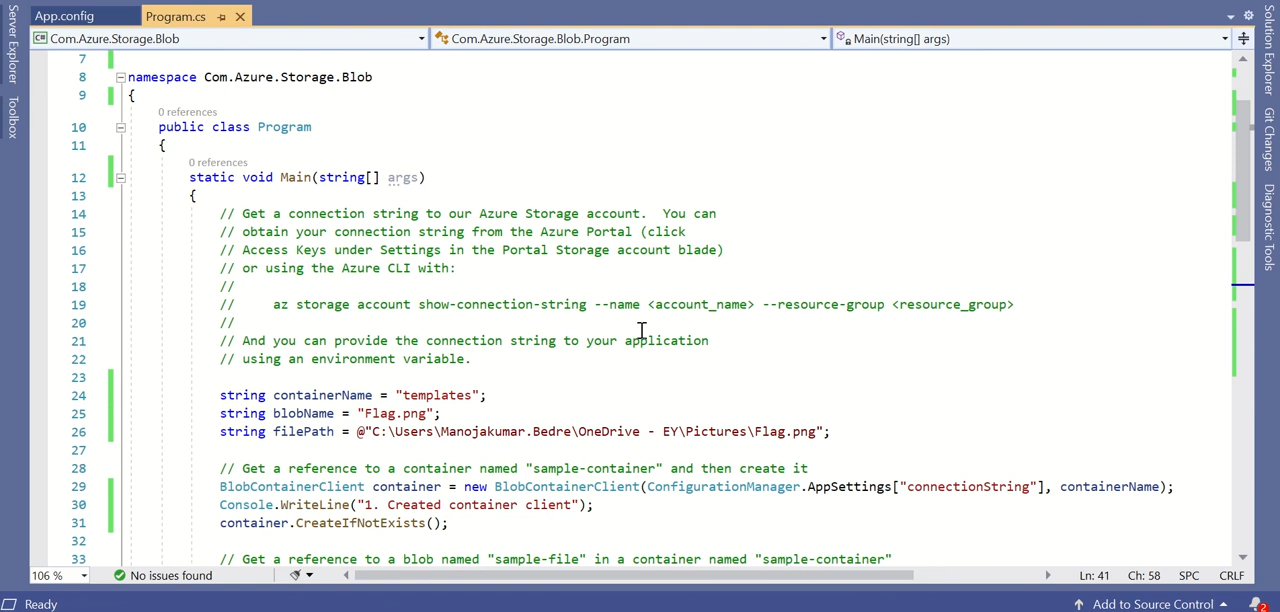 App.config
Program.cs
Com.Azure.Storage.Blob
Com.Azure.Storage.Blob.Program
Main(string[] args)
Server Explorer
Toolbox
Solution Explorer
Git Changes
Diagnostic Tools
7
8 namespace Com.Azure.Storage.Blob
9 {
0 references
10 public class Program
11 {
0 references
12 static void Main(string[] args)
13 {
14 // Get a connection string to our Azure Storage account.  You can
15 // obtain your connection string from the Azure Portal (click
16 // Access Keys under Settings in the Portal Storage account blade)
17 // or using the Azure CLI with:
18 //
19 //     az storage account show-connection-string --name <account_name> --resource-group <resource_group>
20 //
21 // And you can provide the connection string to your application
22 // using an environment variable.
23
24 string containerName = "templates";
25 string blobName = "Flag.png";
26 string filePath = @"C:\Users\Manojakumar.Bedre\OneDrive - EY\Pictures\Flag.png";
27
28 // Get a reference to a container named "sample-container" and then create it
29 BlobContainerClient container = new BlobContainerClient(ConfigurationManager.AppSettings["connectionString"], containerName);
30 Console.WriteLine("1. Created container client");
31 container.CreateIfNotExists();
32
33 // Get a reference to a blob named "sample-file" in a container named "sample-container"
106 % No issues found Ln: 41 Ch: 58 SPC CRLF
Ready Add to Source Control 2